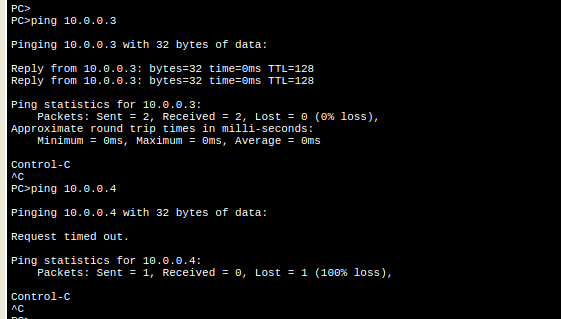 PC>
PC>ping 10.0.0.3
Pinging 10.0.0.3 with 32 bytes of data:
Reply from 10.0.0.3: bytes=32 time=0ms TTL=128
Reply from 10.0.0.3: bytes=32 time=0ms TTL=128
Ping statistics for 10.0.0.3:
    Packets: Sent = 2, Received = 2, Lost = 0 (0% loss),
Approximate round trip times in milli-seconds:
    Minimum = 0ms, Maximum = 0ms, Average = 0ms
Control-C
^C
PC>ping 10.0.0.4
Pinging 10.0.0.4 with 32 bytes of data:
Request timed out.
Ping statistics for 10.0.0.4:
    Packets: Sent = 1, Received = 0, Lost = 1 (100% loss),
Control-C
^C
PC>